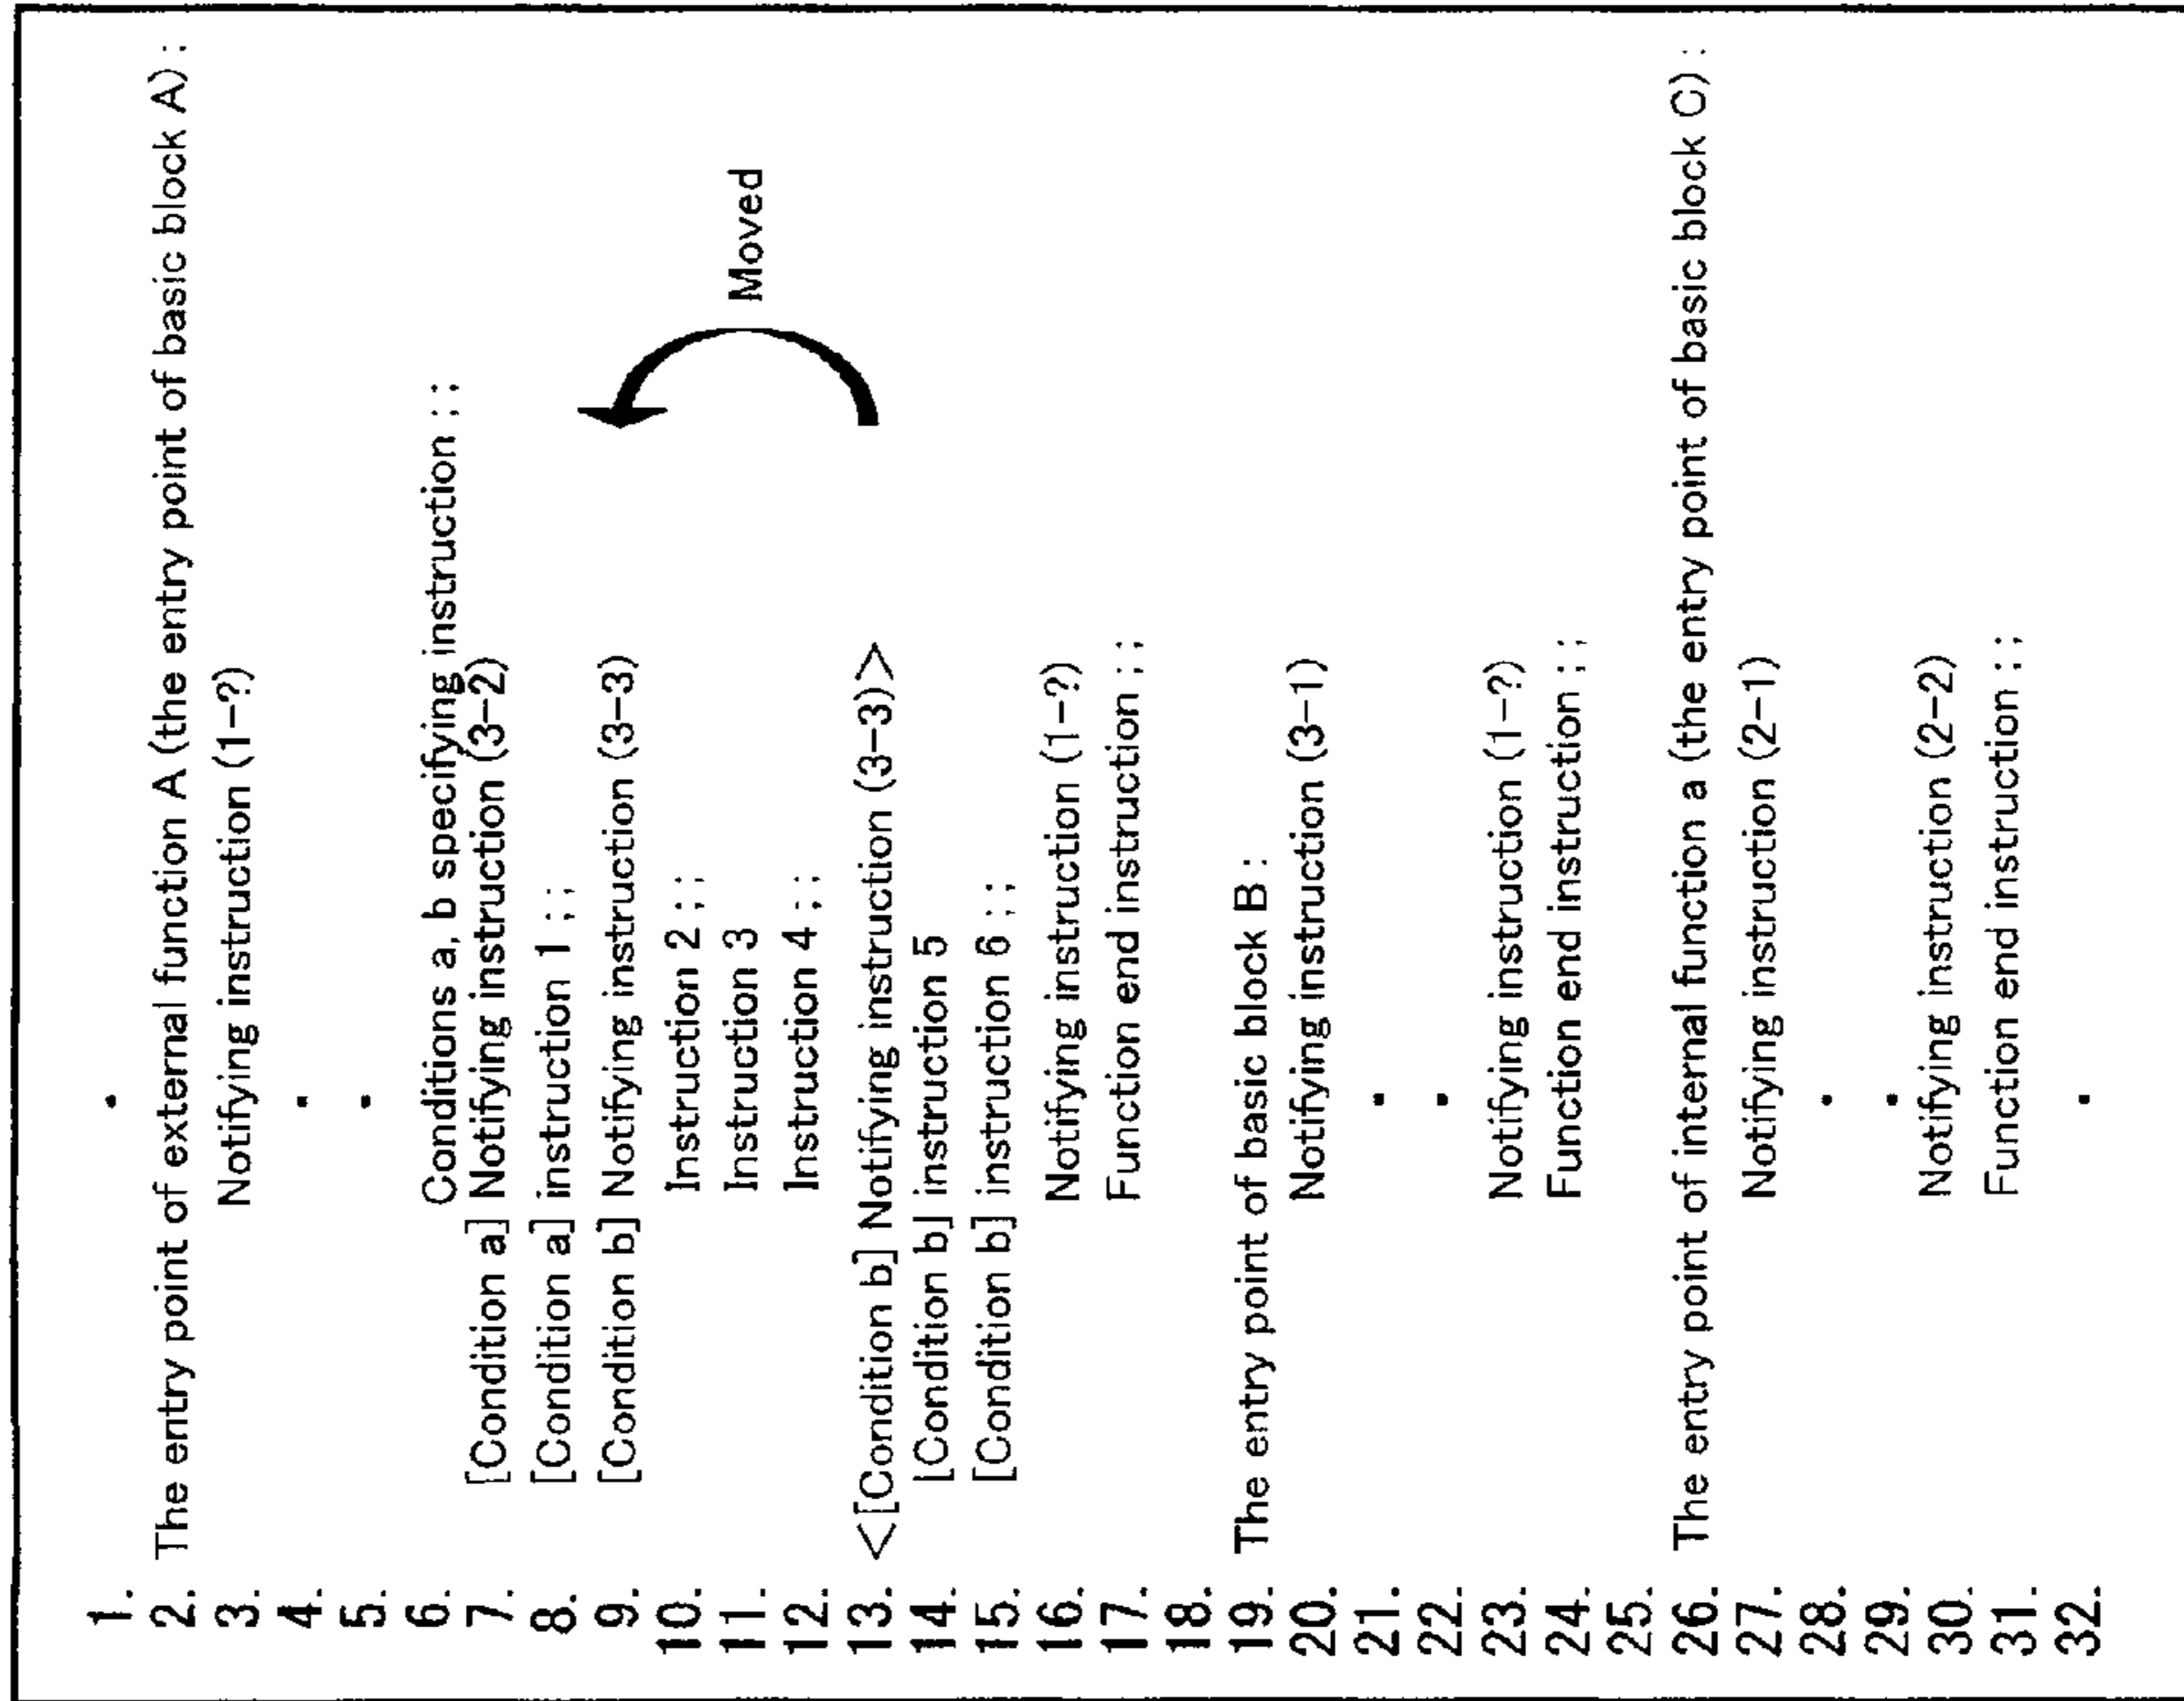 1. .
2. The entry point of external function A (the entry point of basic block A) :
3. Notifying instruction (1-?)
4. .
5. .
6. Conditions a, b specifying instruction ; ;
7. [Condition a] Notifying instruction (3-2)
8. [Condition a] instruction 1 ; ;
9. [Condition b] Notifying instruction (3-3)
10. Instruction 2 ; ;
11. Instruction 3
12. Instruction 4 ; ;
13. <[Condition b] Notifying instruction (3-3)>
14. [Condition b] instruction 5
15. [Condition b] instruction 6 ; ;
16. Notifying instruction (1-?)
17. Function end instruction ; ;
18.
19. The entry point of basic block B :
20. Notifying instruction (3-1)
21. .
22. .
23. Notifying instruction (1-?)
24. Function end instruction ; ;
25.
26. The entry point of internal function a (the entry point of basic block C) :
27. Notifying instruction (2-1)
28. .
29. .
30. Notifying instruction (2-2)
31. Function end instruction ; ;
32. .
Moved